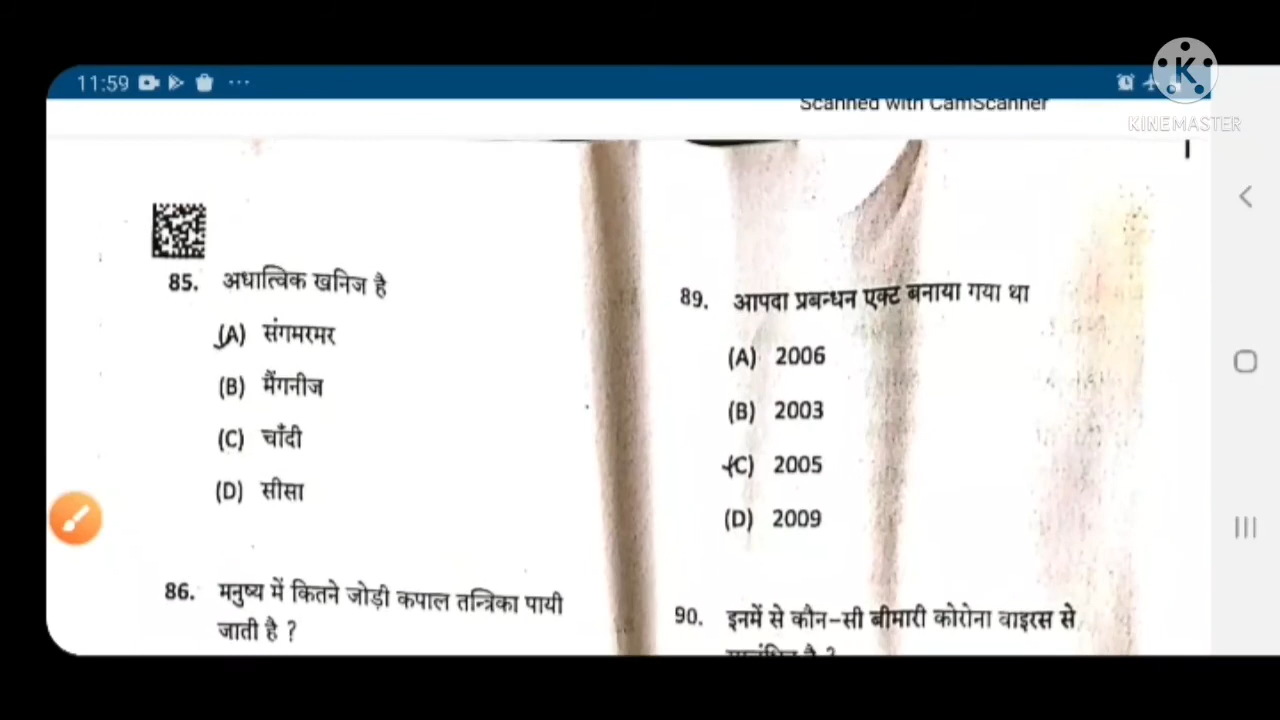 11:59
KINEMASTER
Scanned with CamScanner
85. अधात्विक खनिज है
(A) संगमरमर
(B) मैंगनीज
(C) चाँदी
(D) सीसा
86. मनुष्य में कितने जोड़ी कपाल तन्त्रिका पायी
जाती है ?
89. आपदा प्रबन्धन एक्ट बनाया गया था
(A) 2006
(B) 2003
(C) 2005
(D) 2009
90. इनमें से कौन-सी बीमारी कोरोना वाइरस से